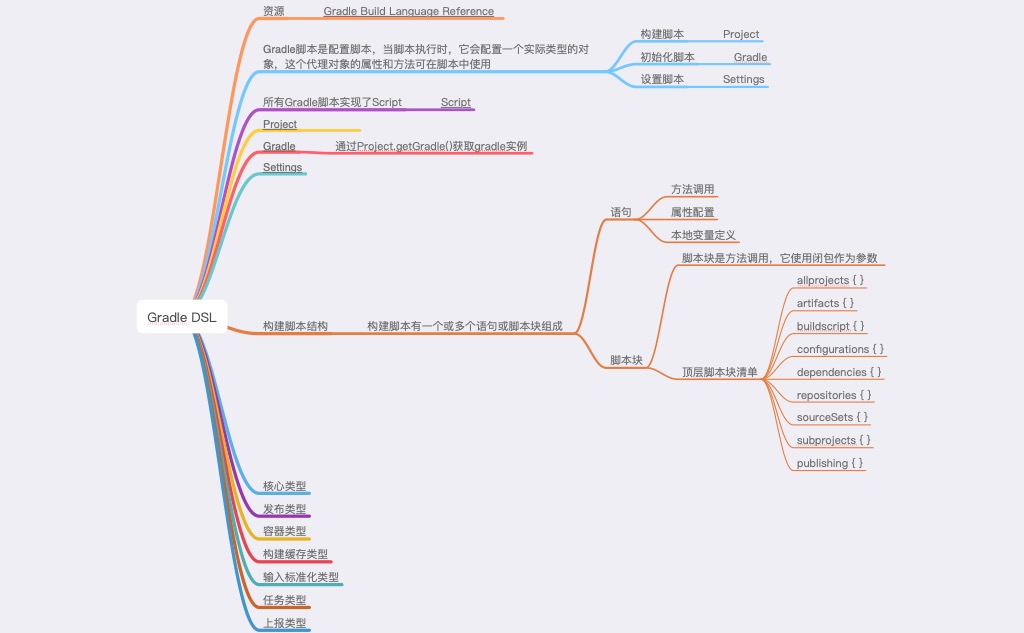 Gradle DSL
资源
Gradle Build Language Reference
Gradle脚本是配置脚本，当脚本执行时，它会配置一个实际类型的对
象，这个代理对象的属性和方法可在脚本中使用
构建脚本
Project
初始化脚本
Gradle
设置脚本
Settings
所有Gradle脚本实现了Script
Script
Project
Gradle
通过Project.getGradle()获取gradle实例
Settings
构建脚本结构
构建脚本有一个或多个语句或脚本块组成
语句
方法调用
属性配置
本地变量定义
脚本块
脚本块是方法调用，它使用闭包作为参数
顶层脚本块清单
allprojects { }
artifacts { }
buildscript { }
configurations { }
dependencies { }
repositories { }
sourceSets { }
subprojects { }
publishing { }
核心类型
发布类型
容器类型
构建缓存类型
输入标准化类型
任务类型
上报类型